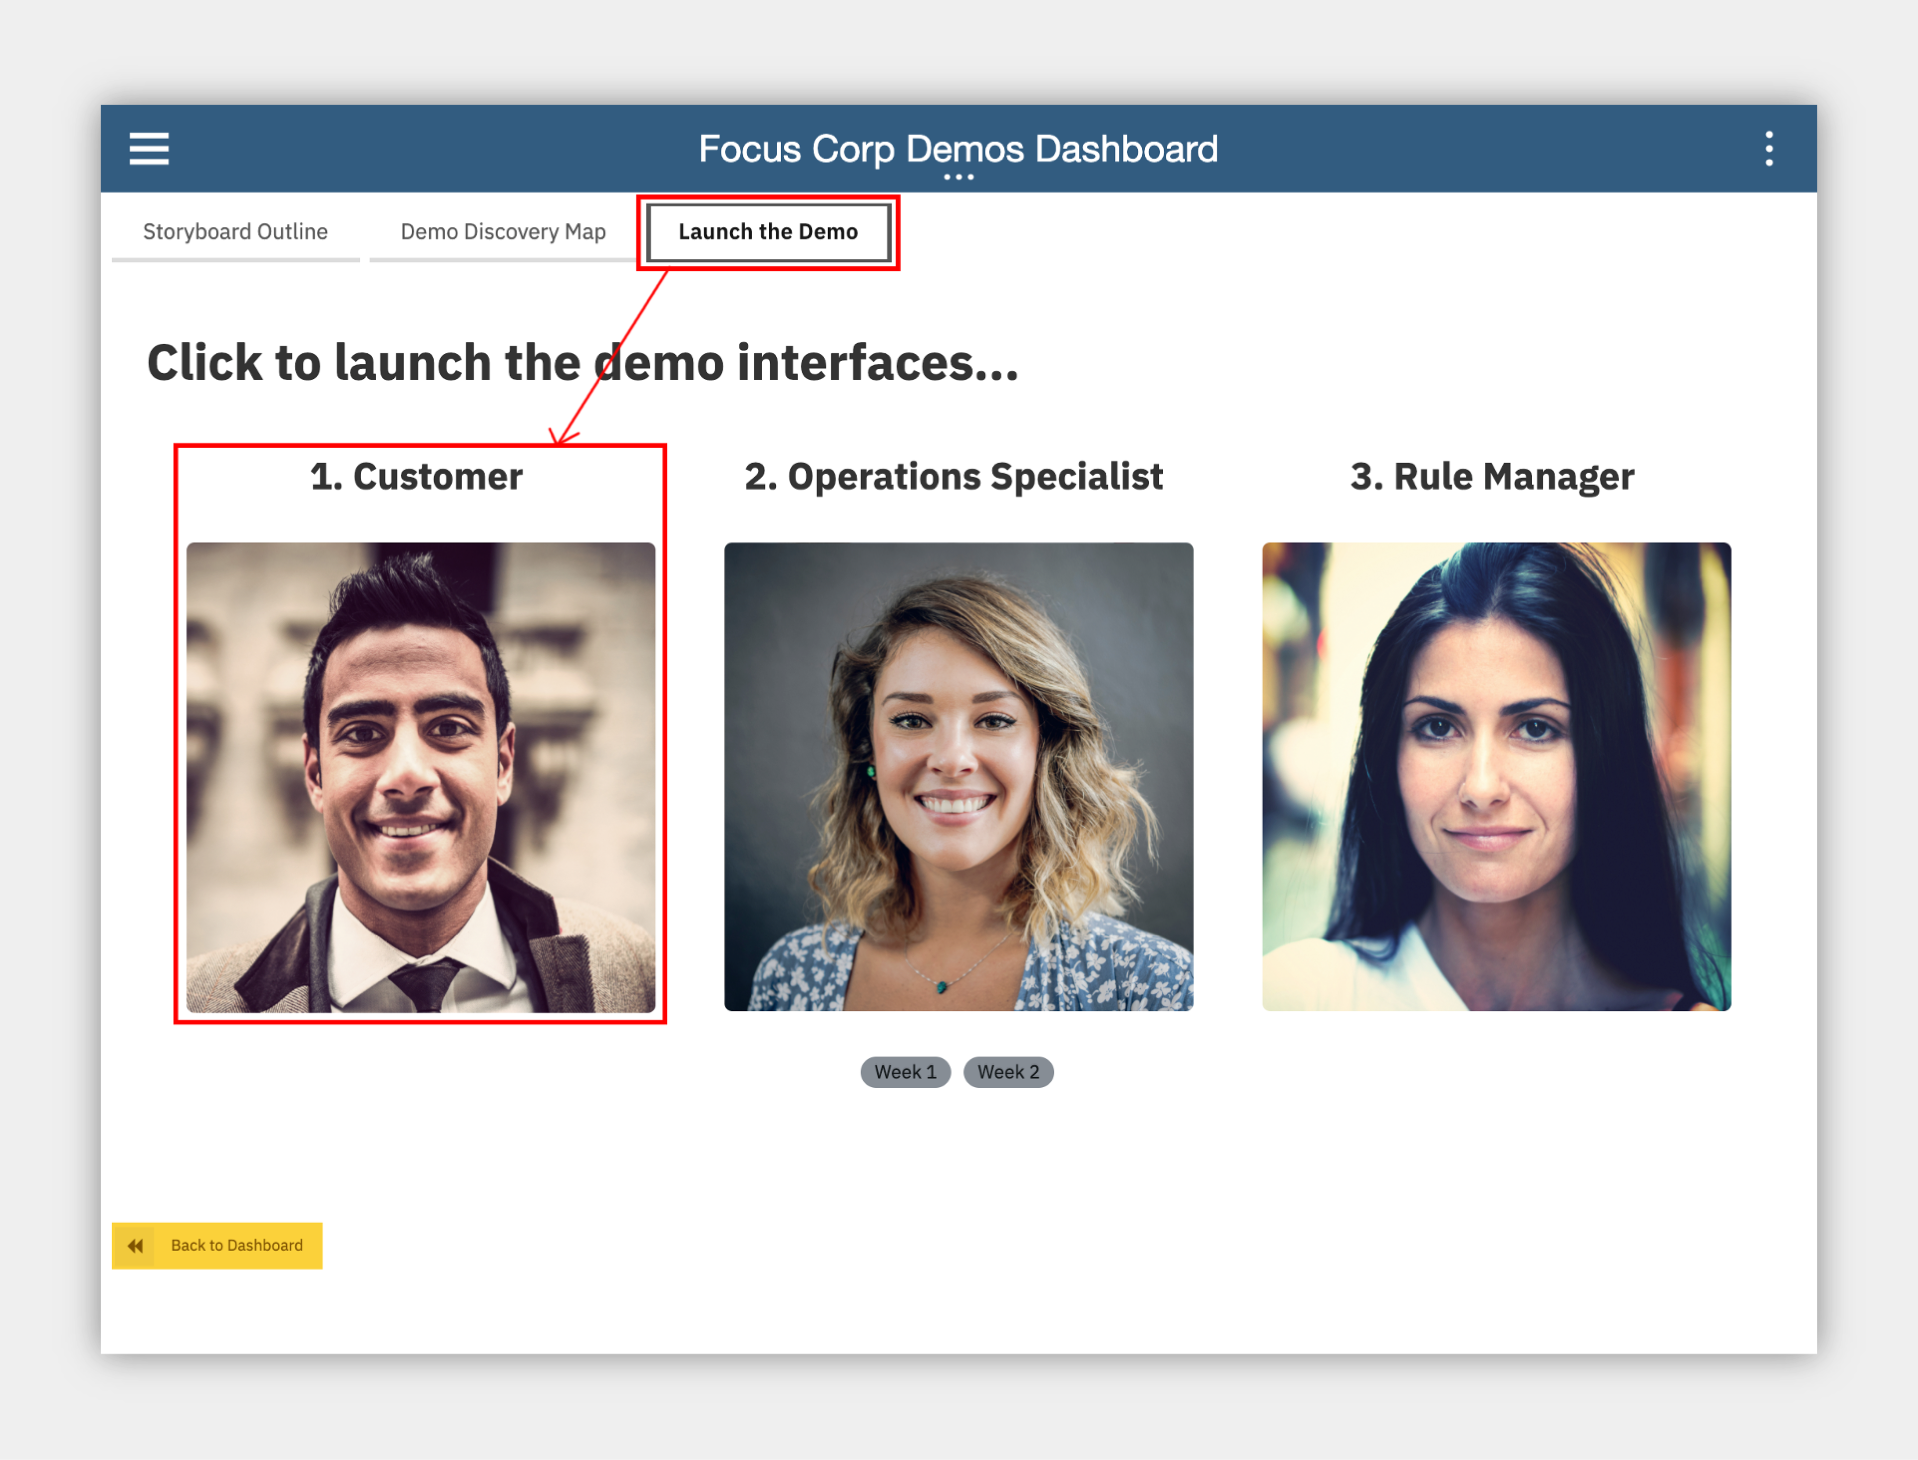 Focus Corp Demos Dashboard
Storyboard Outline
Demo Discovery Map
Launch the Demo
Click to launch the demo interfaces...
1. Customer
2. Operations Specialist
3. Rule Manager
Week 1
Week 2
Back to Dashboard